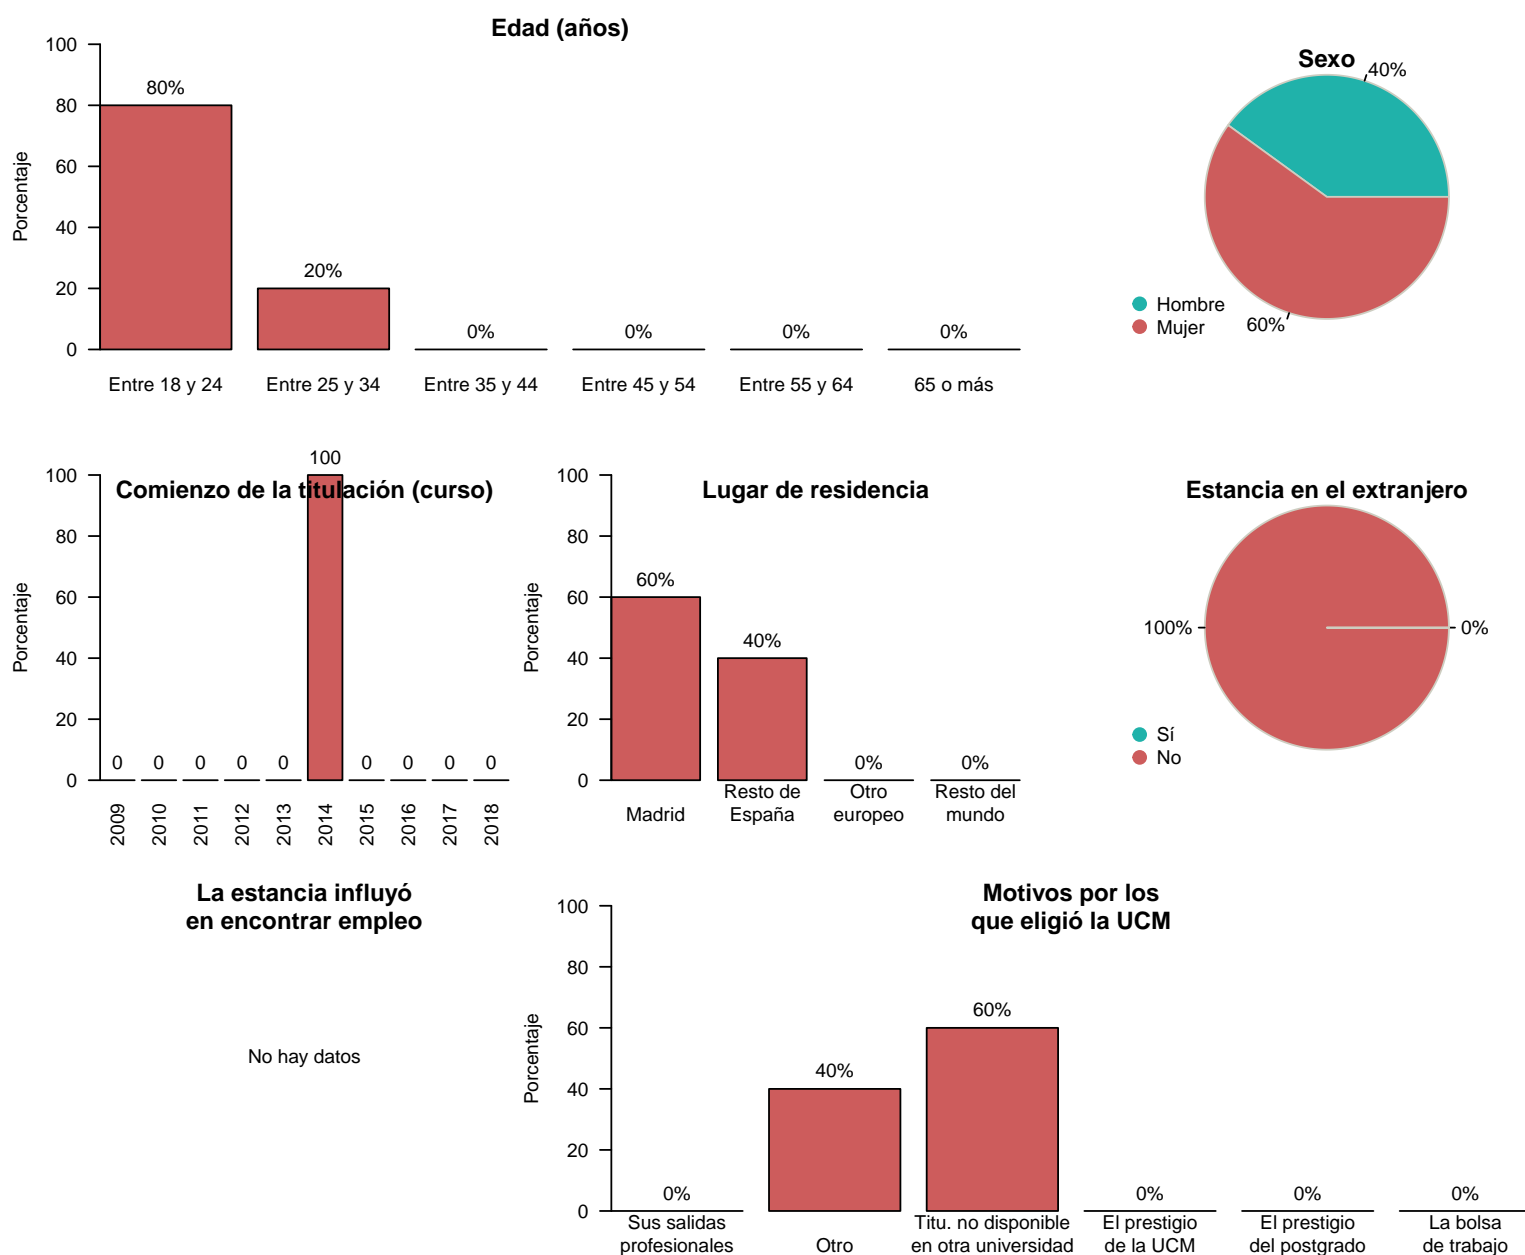 Edad (años)
Porcentaje
100
80
60
40
20
0
80%
20%
0%
0%
0%
0%
Entre 18 y 24
Entre 25 y 34
Entre 35 y 44
Entre 45 y 54
Entre 55 y 64
65 o más
Sexo
40%
60%
Hombre
Mujer
Comienzo de la titulación (curso)
Porcentaje
100
80
60
40
20
0
0
0
0
0
0
100
0
0
0
0
2009
2010
2011
2012
2013
2014
2015
2016
2017
2018
Lugar de residencia
Porcentaje
100
80
60
40
20
0
60%
40%
0%
0%
Madrid
Resto de
España
Otro
europeo
Resto del
mundo
Estancia en el extranjero
100%
0%
Sí
No
La estancia influyó
en encontrar empleo
No hay datos
Motivos por los
que eligió la UCM
Porcentaje
100
80
60
40
20
0
0%
40%
60%
0%
0%
0%
Sus salidas
profesionales
Otro
Titu. no disponible
en otra universidad
El prestigio
de la UCM
El prestigio
del postgrado
La bolsa
de trabajo